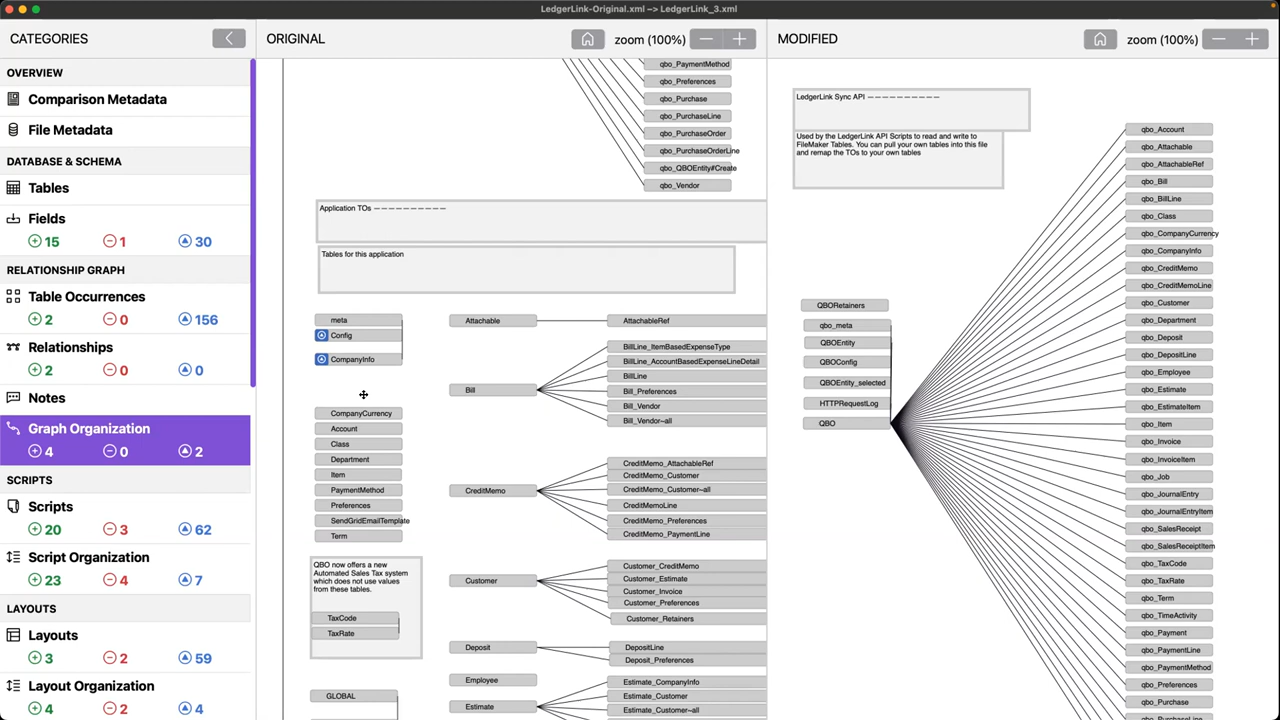 LedgerLink-Original.xml –> LedgerLink_3.xml
CATEGORIES
OVERVIEW
Comparison Metadata
File Metadata
DATABASE & SCHEMA
Tables
Fields
15 1 30
RELATIONSHIP GRAPH
Table Occurrences
2 0 156
Relationships
2 0 0
Notes
Graph Organization
4 0 2
SCRIPTS
Scripts
20 3 62
Script Organization
23 4 7
LAYOUTS
Layouts
3 2 59
Layout Organization
4 2 4
ORIGINAL
zoom (100%)
qbo_PaymentMethod
qbo_Preferences
qbo_Purchase
qbo_PurchaseLine
qbo_PurchaseOrder
qbo_PurchaseOrderLine
qbo_QBOEntity#Create
qbo_Vendor
Application TOs ––––––––––
Tables for this application
meta
Config
CompanyInfo
CompanyCurrency
Account
Class
Department
Item
PaymentMethod
Preferences
SendGridEmailTemplate
Term
QBO now offers a new
Automated Sales Tax system
which does not use values
from these tables.
TaxCode
TaxRate
GLOBAL
Attachable
Bill
CreditMemo
Customer
Deposit
Employee
Estimate
AttachableRef
BillLine_ItemBasedExpenseType
BillLine_AccountBasedExpenseLineDetail
BillLine
Bill_Preferences
Bill_Vendor
Bill_Vendor~all
CreditMemo_AttachableRef
CreditMemo_Customer
CreditMemo_Customer~all
CreditMemoLine
CreditMemo_Preferences
CreditMemo_PaymentLine
Customer_CreditMemo
Customer_Estimate
Customer_Invoice
Customer_Preferences
Customer_Retainers
DepositLine
Deposit_Preferences
Estimate_CompanyInfo
Estimate_Customer
Estimate_Customer~all
MODIFIED
zoom (100%)
LedgerLink Sync API ––––––––––
Used by the LedgerLink API Scripts to read and write to
FileMaker Tables. You can pull your own tables into this file
and remap the TOs to your own tables
QBORetainers
qbo_meta
QBOEntity
QBOConfig
QBOEntity_selected
HTTPRequestLog
QBO
qbo_Account
qbo_Attachable
qbo_AttachableRef
qbo_Bill
qbo_BillLine
qbo_Class
qbo_CompanyCurrency
qbo_CompanyInfo
qbo_CreditMemo
qbo_CreditMemoLine
qbo_Customer
qbo_Department
qbo_Deposit
qbo_DepositLine
qbo_Employee
qbo_Estimate
qbo_EstimateItem
qbo_Item
qbo_Invoice
qbo_InvoiceItem
qbo_Job
qbo_JournalEntry
qbo_JournalEntryItem
qbo_SalesReceipt
qbo_SalesReceiptItem
qbo_TaxCode
qbo_TaxRate
qbo_Term
qbo_TimeActivity
qbo_Payment
qbo_PaymentLine
qbo_PaymentMethod
qbo_Preferences
qbo_Purchase
qbo_PurchaseLine